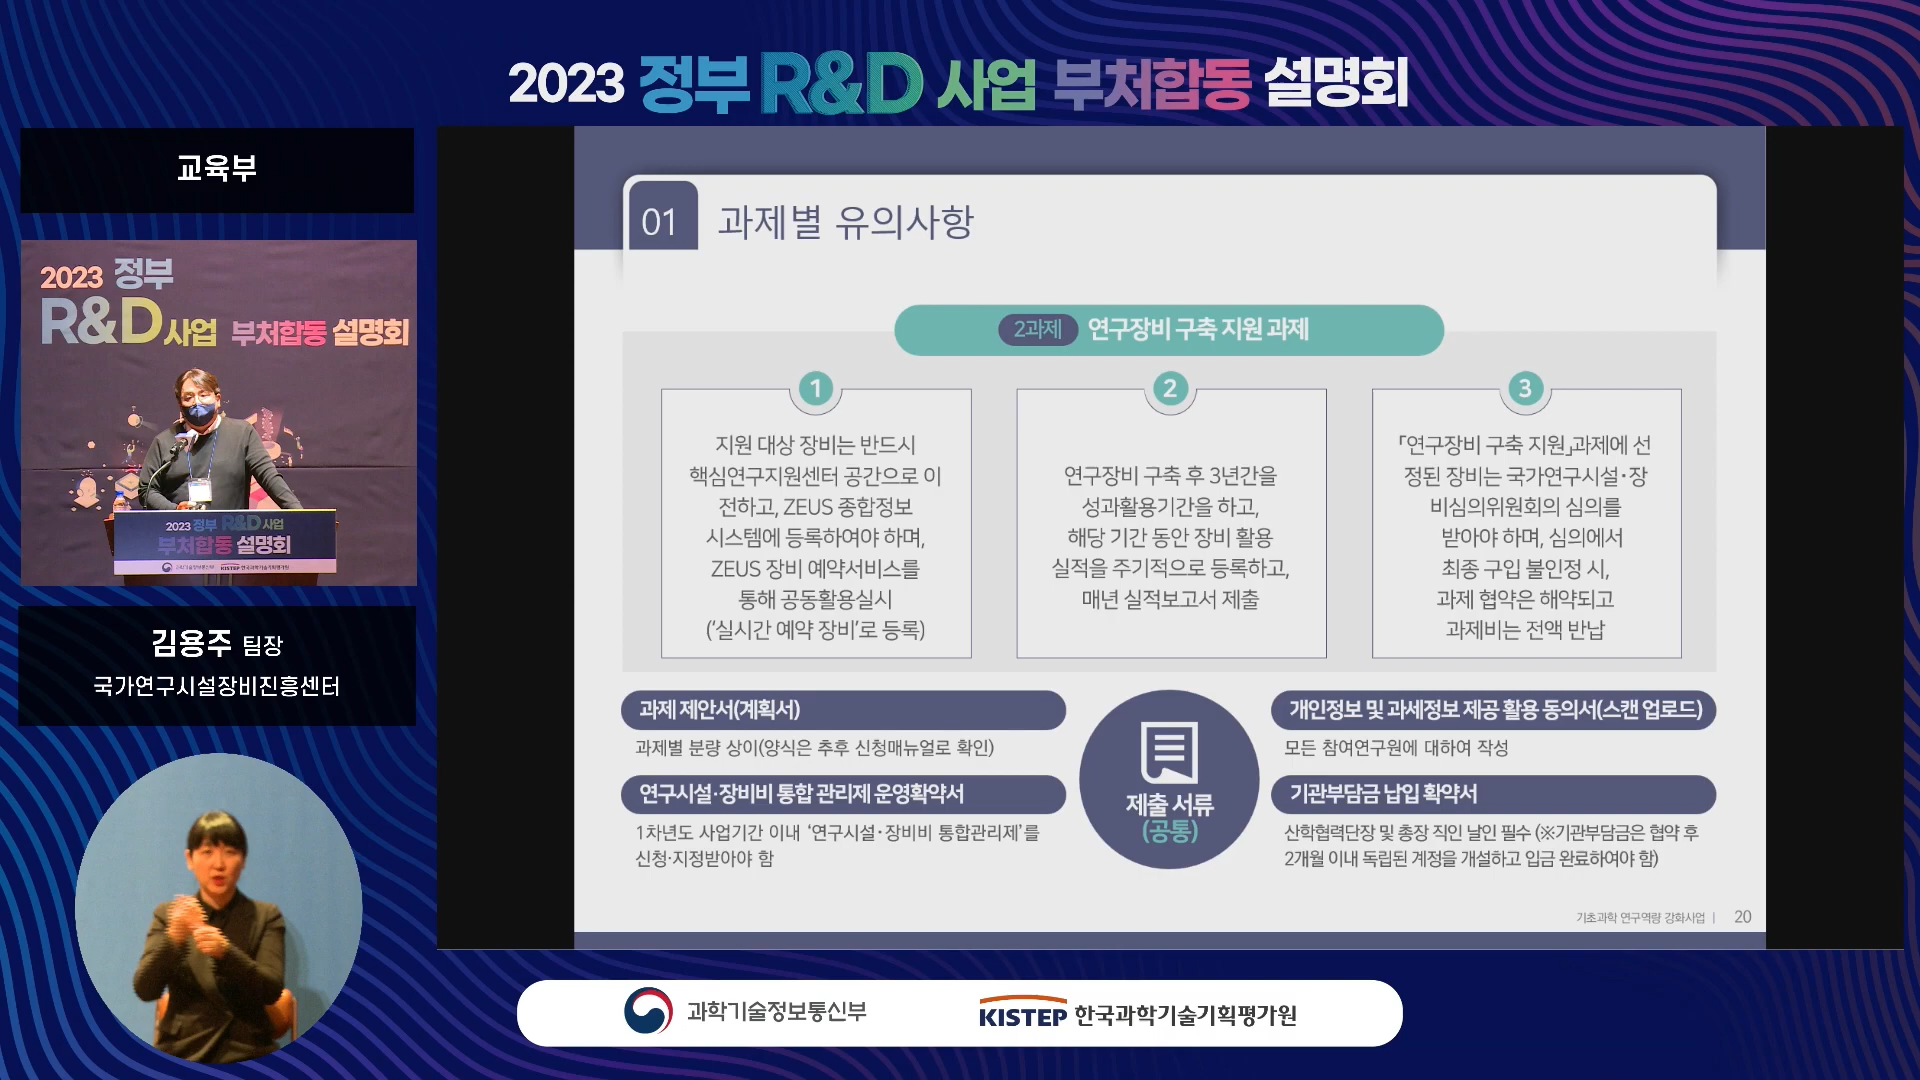 2023 정부 R&D 사업 부처합동 설명회
교육부
2023 정부
R&D 사업 부처합동 설명회
2023 정부 R&D 사업
부처합동 설명회
과학기술정보통신부 KISTEP 한국과학기술기획평가원
김용주 팀장
국가연구시설장비진흥센터
01 과제별 유의사항
2과제 연구장비 구축 지원 과제
1
지원 대상 장비는 반드시
핵심연구지원센터 공간으로 이
전하고, ZEUS 종합정보
시스템에 등록하여야 하며,
ZEUS 장비 예약서비스를
통해 공동활용실시
('실시간 예약 장비'로 등록)
2
연구장비 구축 후 3년간을
성과활용기간을 하고,
해당 기간 동안 장비 활용
실적을 주기적으로 등록하고,
매년 실적보고서 제출
3
「연구장비 구축 지원」과제에 선
정된 장비는 국가연구시설·장
비심의위원회의 심의를
받아야 하며, 심의에서
최종 구입 불인정 시,
과제 협약은 해약되고
과제비는 전액 반납
과제 제안서(계획서)
과제별 분량 상이(양식은 추후 신청매뉴얼로 확인)
연구시설·장비비 통합 관리제 운영확약서
1차년도 사업기간 이내 '연구시설·장비비 통합관리제'를
신청·지정받아야 함
제출 서류
(공통)
개인정보 및 과세정보 제공 활용 동의서(스캔 업로드)
모든 참여연구원에 대하여 작성
기관부담금 납입 확약서
산학협력단장 및 총장 직인 날인 필수 (※기관부담금은 협약 후
2개월 이내 독립된 계정을 개설하고 입금 완료하여야 함)
기초과학 연구역량 강화사업 | 20
과학기술정보통신부
KISTEP 한국과학기술기획평가원